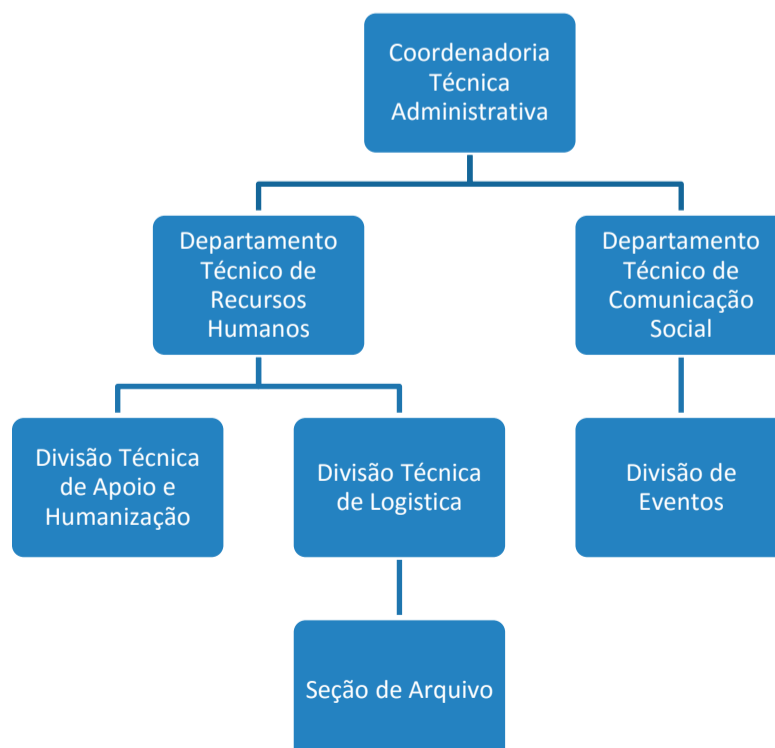 Coordenadoria
Técnica
Administrativa
Departamento
Técnico de
Recursos
Humanos
Departamento
Técnico de
Comunicação
Social
Divisão Técnica
de Apoio e
Humanização
Divisão Técnica
de Logistica
Divisão de
Eventos
Seção de Arquivo